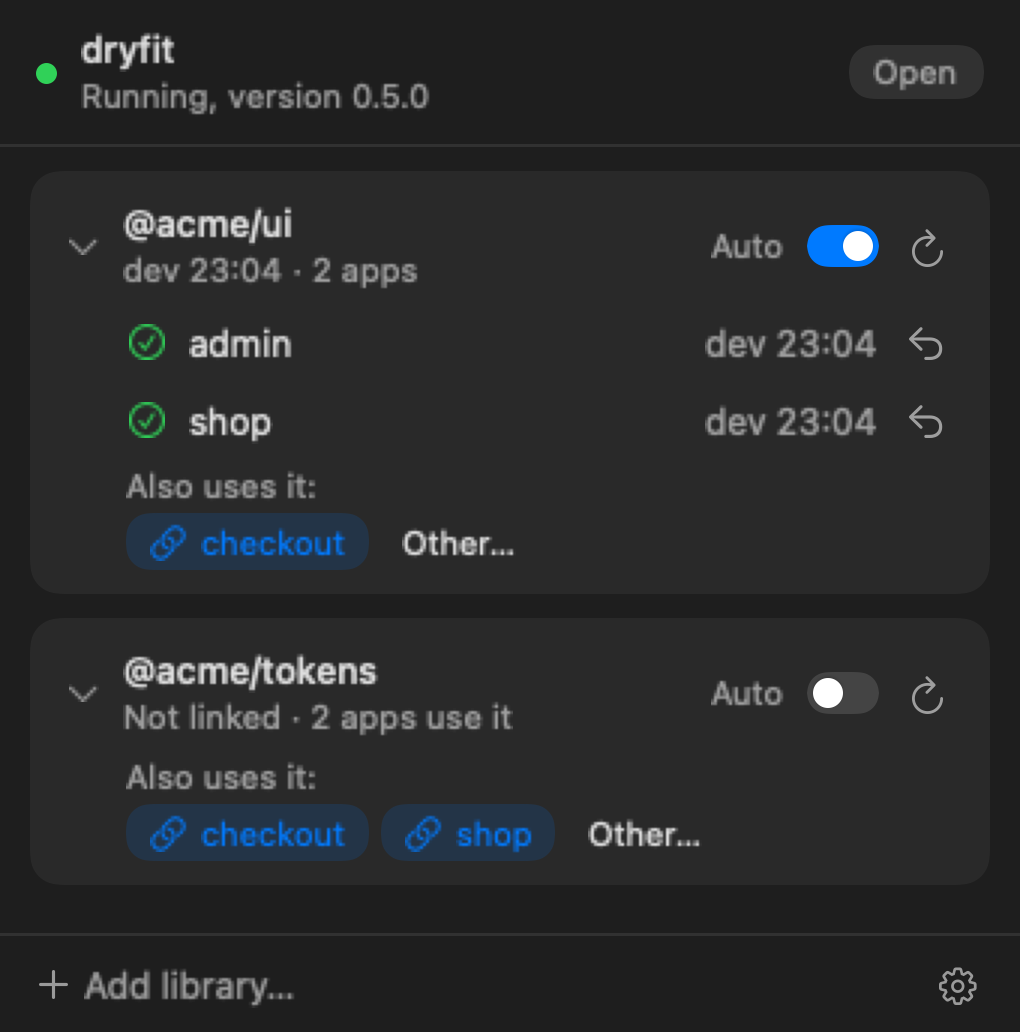 dryfit
Running, version 0.5.0
Open
@acme/ui
dev 23:04 · 2 apps
Auto
admin
dev 23:04
shop
dev 23:04
Also uses it:
checkout Other...
@acme/tokens
Not linked · 2 apps use it
Auto
Also uses it:
checkout shop Other...
Add library...